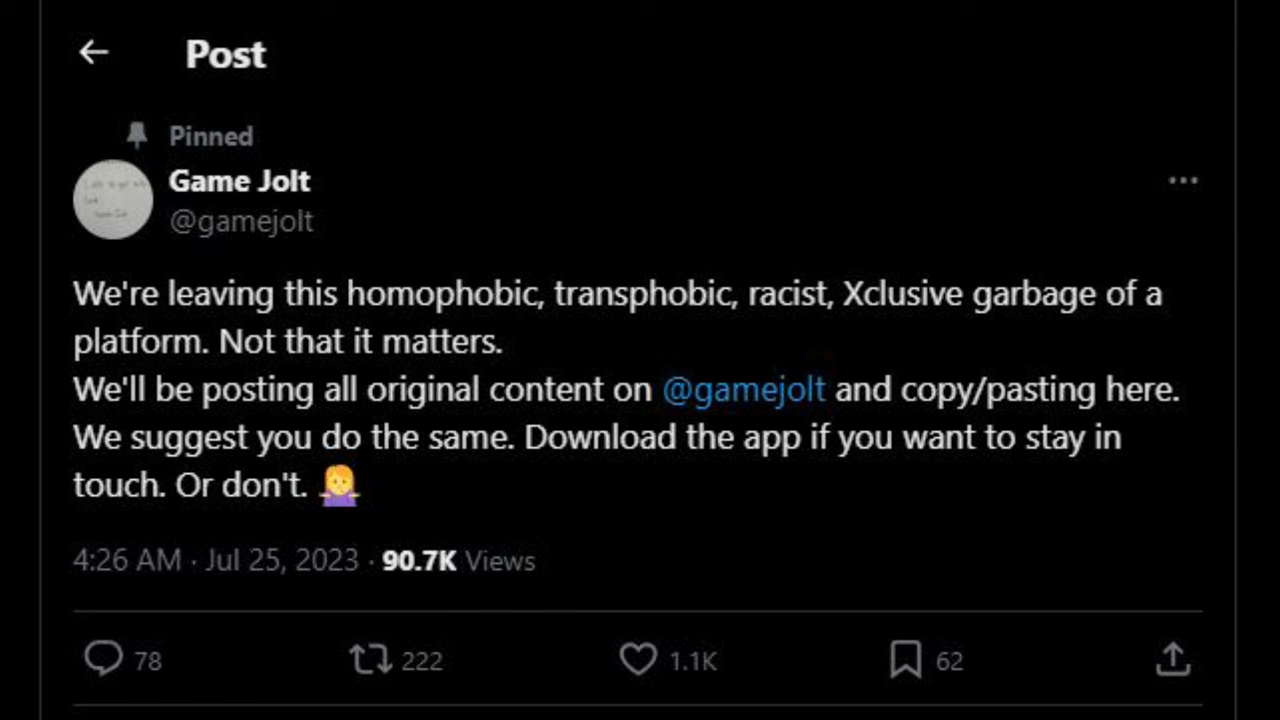 Post
Pinned
Game Jolt
@gamejolt
We're leaving this homophobic, transphobic, racist, Xclusive garbage of a
platform. Not that it matters.
We'll be posting all original content on @gamejolt and copy/pasting here.
We suggest you do the same. Download the app if you want to stay in
touch. Or don't. 🤷‍♀️
4:26 AM · Jul 25, 2023 · 90.7K Views
78 222 1.1K 62